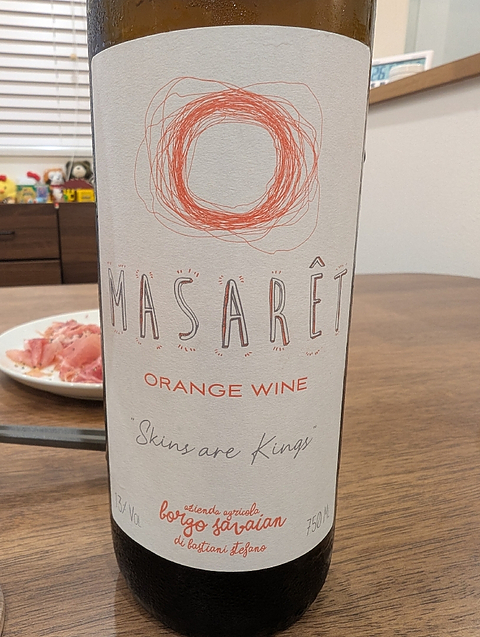 MASARÊT
ORANGE WINE
"Skins are Kings"
13% Vol
azienda agricola
borgo savaian
di bastiani stefano
750 Ml